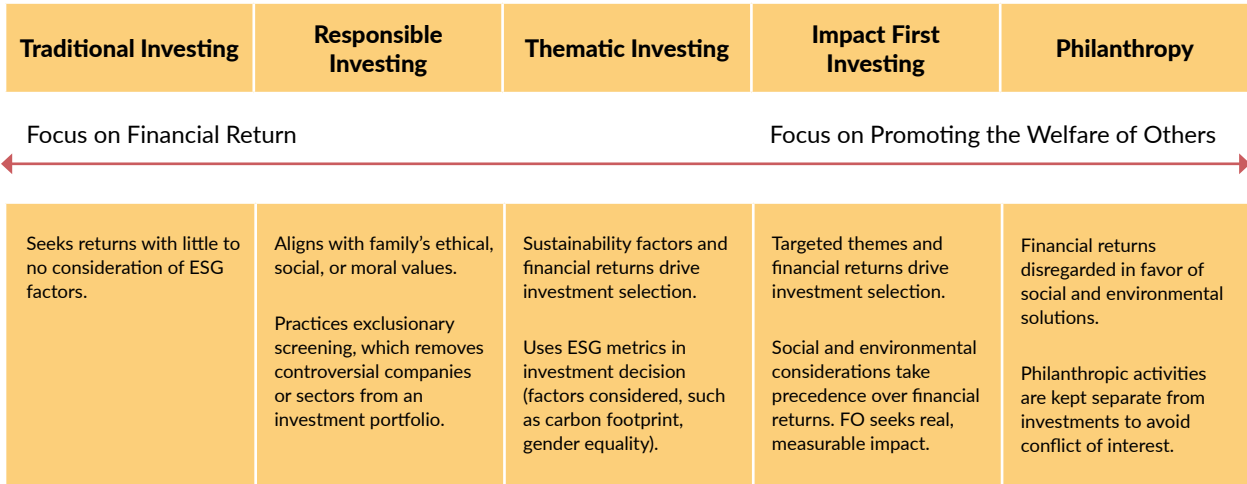 Traditional Investing
Responsible
Investing
Thematic Investing
Impact First
Investing
Philanthropy
Focus on Financial Return
Focus on Promoting the Welfare of Others
Seeks returns with little to
no consideration of ESG
factors.
Aligns with family's ethical,
social, or moral values.
Practices exclusionary
screening, which removes
controversial companies
or sectors from an
investment portfolio.
Sustainability factors and
financial returns drive
investment selection.
Uses ESG metrics in
investment decision
(factors considered, such
as carbon footprint,
gender equality).
Targeted themes and
financial returns drive
investment selection.
Social and environmental
considerations take
precedence over financial
returns. FO seeks real,
measurable impact.
Financial returns
disregarded in favor of
social and environmental
solutions.
Philanthropic activities
are kept separate from
investments to avoid
conflict of interest.